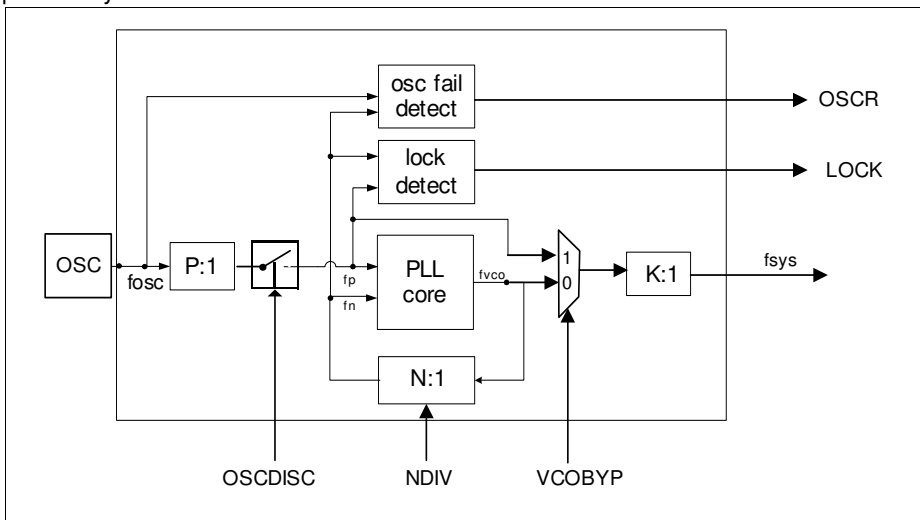 osc fail
detect
OSCR
lock
detect
LOCK
OSC
fosc
P:1
fp
fn
PLL
core
fvco
1
0
K:1
fsys
N:1
OSCDISC
NDIV
VCOBYP